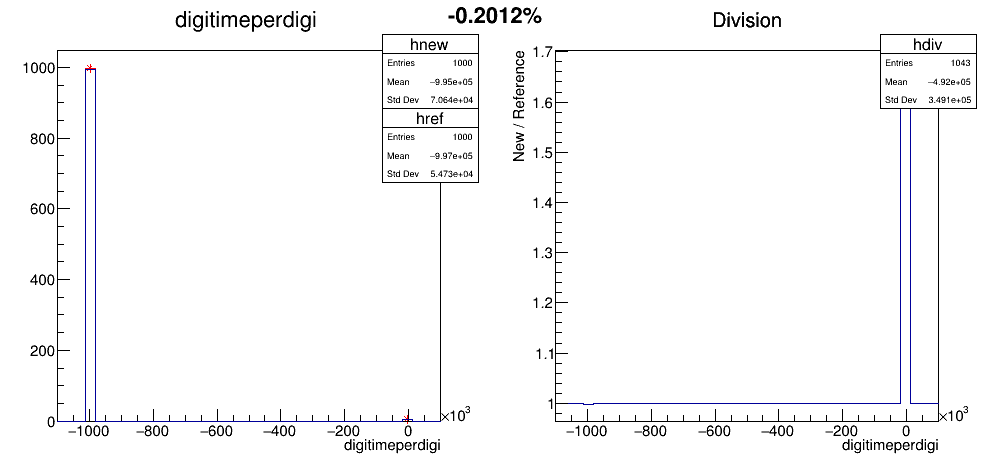 -0.2012%
digitimeperdigi
hnew
Entries 1000
Mean −9.95e+05
Std Dev 7.064e+04
href
Entries 1000
Mean −9.97e+05
Std Dev 5.473e+04
1000
800
600
400
200
0
−1000 −800 −600 −400 −200 0
×10³
digitimeperdigi
Division
hdiv
Entries 1043
Mean −4.92e+05
Std Dev 3.491e+05
New / Reference
1.7
1.6
1.5
1.4
1.3
1.2
1.1
1
−1000 −800 −600 −400 −200 0
×10³
digitimeperdigi